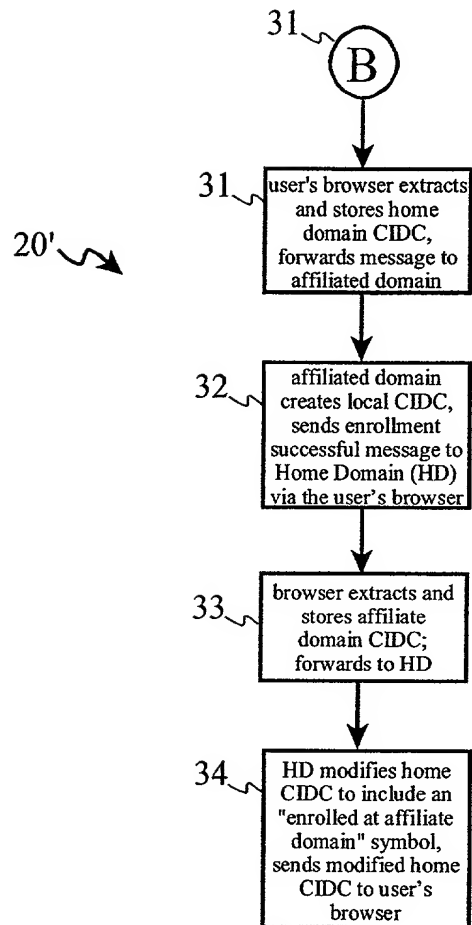 31
B
31
user's browser extracts
and stores home
domain CIDC,
forwards message to
affiliated domain
20'
32
affiliated domain
creates local CIDC,
sends enrollment
successful message to
Home Domain (HD)
via the user's browser
33
browser extracts and
stores affiliate
domain CIDC;
forwards to HD
34
HD modifies home
CIDC to include an
"enrolled at affiliate
domain" symbol,
sends modified home
CIDC to user's
browser